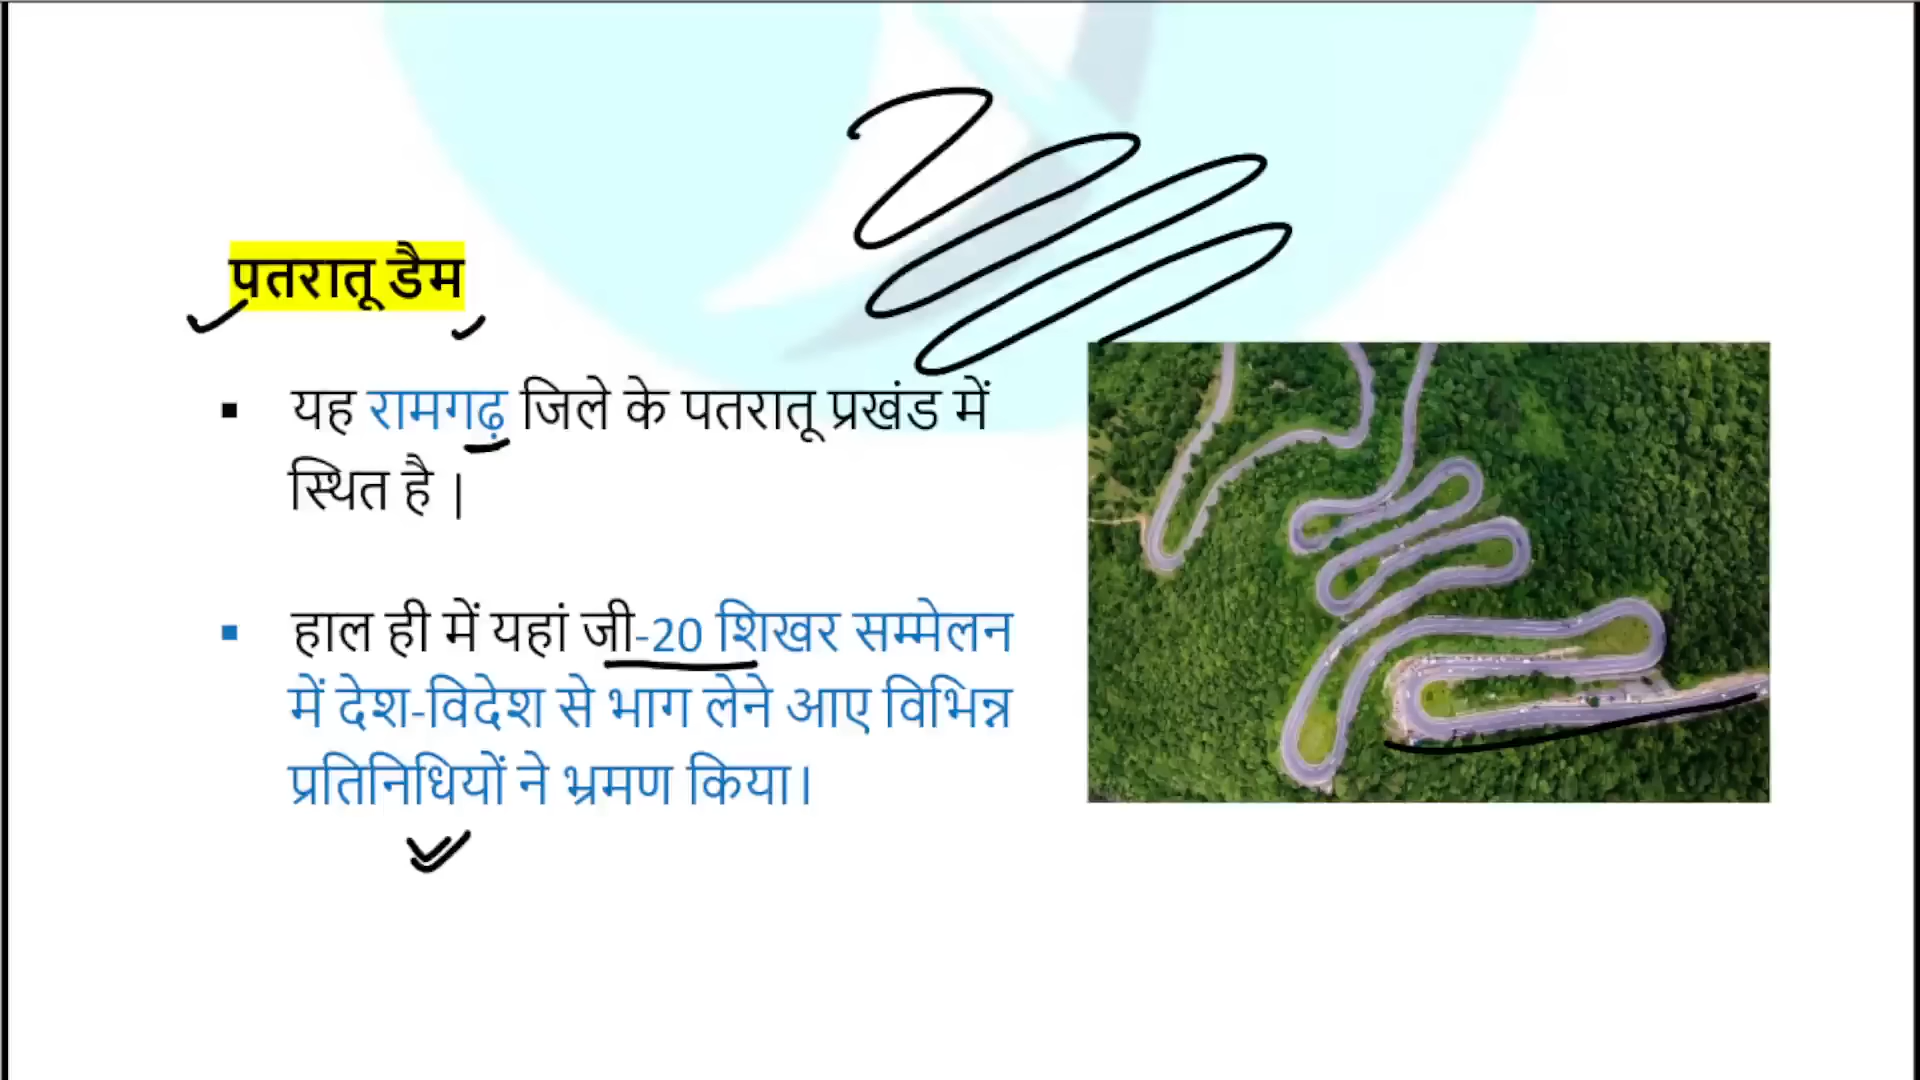 पतरातू डैम
▪ यह रामगढ़ जिले के पतरातू प्रखंड में
स्थित है |
▪ हाल ही में यहां जी-20 शिखर सम्मेलन
में देश-विदेश से भाग लेने आए विभिन्न
प्रतिनिधियों ने भ्रमण किया।